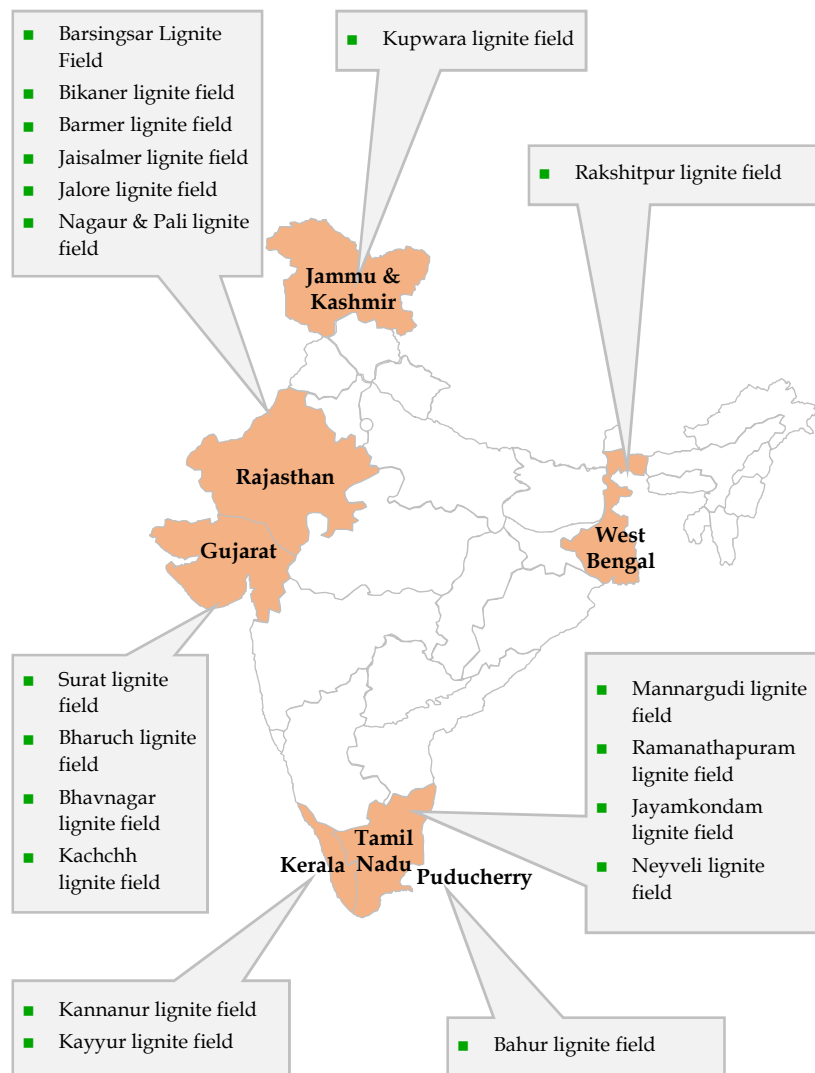 Barsingsar Lignite
Field
Bikaner lignite field
Barmer lignite field
Jaisalmer lignite field
Jalore lignite field
Nagaur & Pali lignite
field
Kupwara lignite field
Rakshitpur lignite field
Jammu &
Kashmir
Rajasthan
Gujarat
West
Bengal
Surat lignite
field
Bharuch lignite
field
Bhavnagar
lignite field
Kachchh
lignite field
Mannargudi lignite
field
Ramanathapuram
lignite field
Jayamkondam
lignite field
Neyveli lignite
field
Tamil
Nadu
Kerala
Puducherry
Kannanur lignite field
Kayyur lignite field
Bahur lignite field